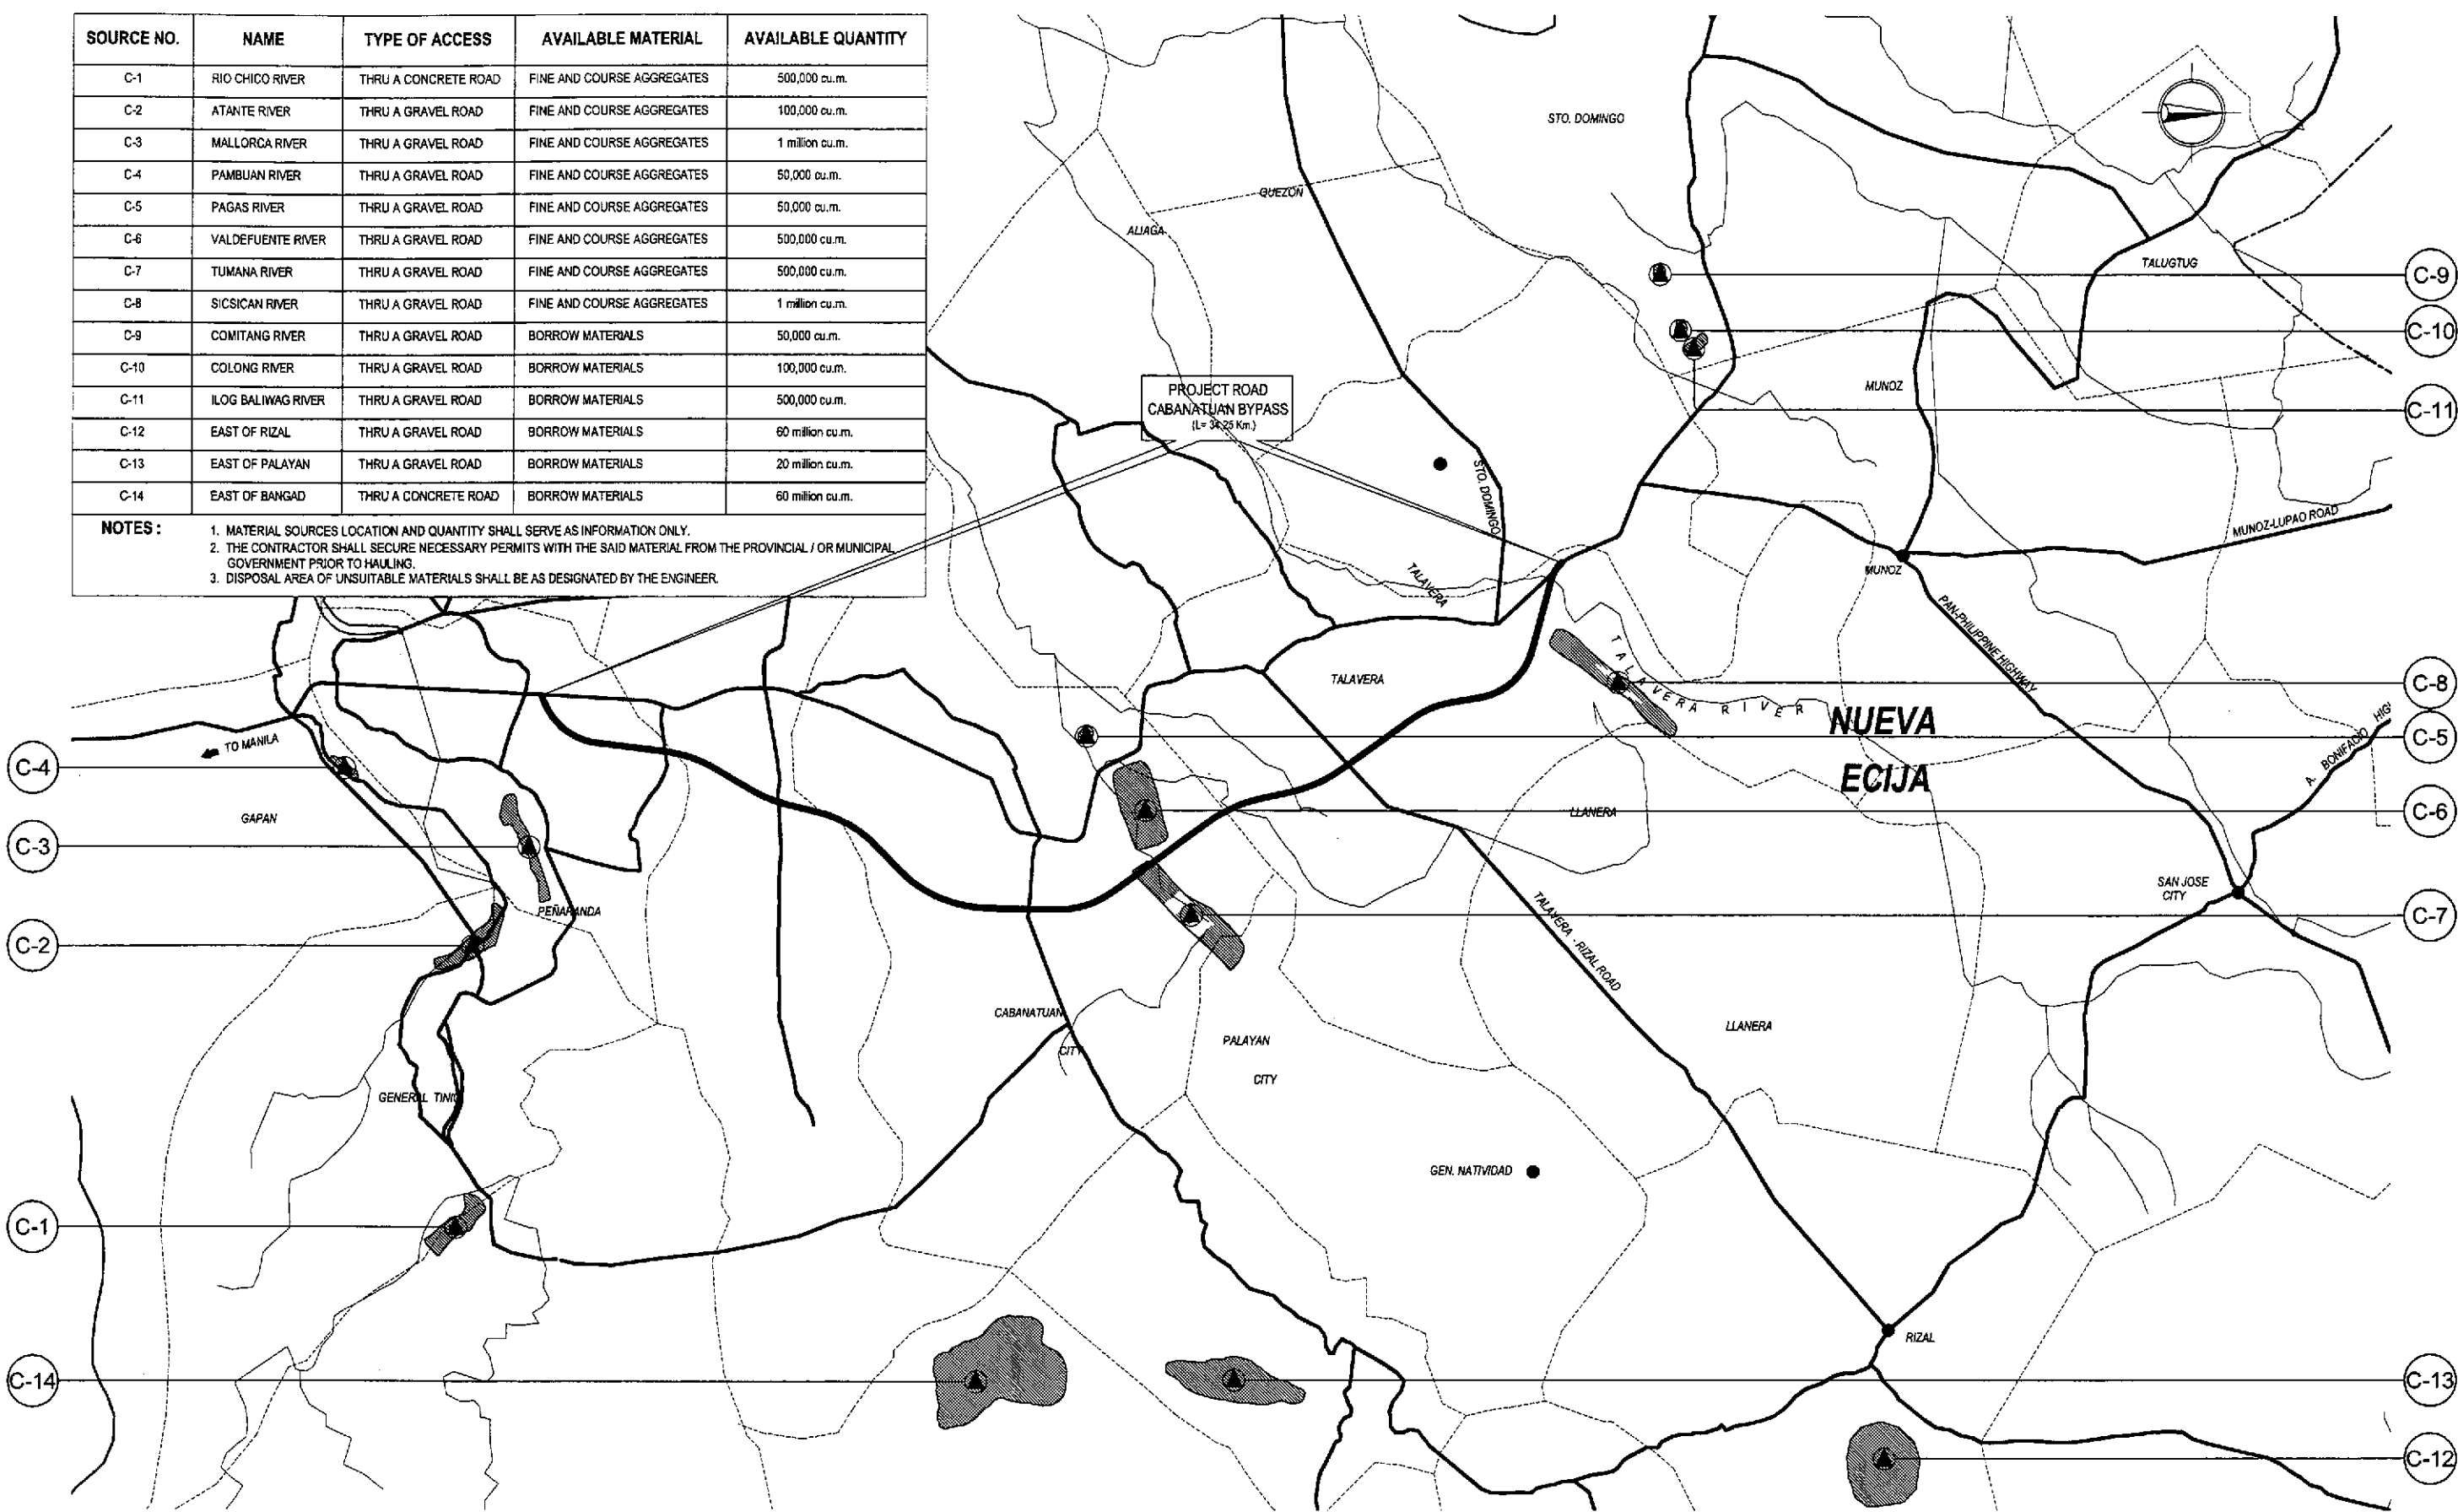 SOURCE NO. NAME TYPE OF ACCESS AVAILABLE MATERIAL AVAILABLE QUANTITY
C-1 RIO CHICO RIVER THRU A CONCRETE ROAD FINE AND COURSE AGGREGATES 500,000 cu.m.
C-2 ATANTE RIVER THRU A GRAVEL ROAD FINE AND COURSE AGGREGATES 100,000 cu.m.
C-3 MALLORCA RIVER THRU A GRAVEL ROAD FINE AND COURSE AGGREGATES 1 million cu.m.
C-4 PAMBUAN RIVER THRU A GRAVEL ROAD FINE AND COURSE AGGREGATES 50,000 cu.m.
C-5 PAGAS RIVER THRU A GRAVEL ROAD FINE AND COURSE AGGREGATES 50,000 cu.m.
C-6 VALDEFUENTE RIVER THRU A GRAVEL ROAD FINE AND COURSE AGGREGATES 500,000 cu.m.
C-7 TUMANA RIVER THRU A GRAVEL ROAD FINE AND COURSE AGGREGATES 500,000 cu.m.
C-8 SICSICAN RIVER THRU A GRAVEL ROAD FINE AND COURSE AGGREGATES 1 million cu.m.
C-9 COMITANG RIVER THRU A GRAVEL ROAD BORROW MATERIALS 50,000 cu.m.
C-10 COLONG RIVER THRU A GRAVEL ROAD BORROW MATERIALS 100,000 cu.m.
C-11 ILOG BALIWAG RIVER THRU A GRAVEL ROAD BORROW MATERIALS 500,000 cu.m.
C-12 EAST OF RIZAL THRU A GRAVEL ROAD BORROW MATERIALS 60 million cu.m.
C-13 EAST OF PALAYAN THRU A GRAVEL ROAD BORROW MATERIALS 20 million cu.m.
C-14 EAST OF BANGAD THRU A CONCRETE ROAD BORROW MATERIALS 60 million cu.m.
NOTES : 1. MATERIAL SOURCES LOCATION AND QUANTITY SHALL SERVE AS INFORMATION ONLY.
2. THE CONTRACTOR SHALL SECURE NECESSARY PERMITS WITH THE SAID MATERIAL FROM THE PROVINCIAL / OR MUNICIPAL
GOVERNMENT PRIOR TO HAULING.
3. DISPOSAL AREA OF UNSUITABLE MATERIALS SHALL BE AS DESIGNATED BY THE ENGINEER.
STO. DOMINGO
QUEZON
ALIAGA
TALUGTUG
C-9
C-10
C-11
PROJECT ROAD
CABANATUAN BYPASS
(L= 34.25 Km.)
MUNOZ
STO. DOMINGO
MUNOZ-LUPAO ROAD
MUNOZ
TALAVERA
PAN-PHILIPPINE HIGHWAY
TALAVERA
TALAVERA RIVER
C-8
NUEVA
ECIJA
C-5
A. BONIFACIO
TO MANILA
C-4
GAPAN
C-3
LLANERA
C-6
SAN JOSE
CITY
PEÑARANDA
C-2
C-7
TALAVERA - RIZAL ROAD
CABANATUAN
CITY
PALAYAN
CITY
LLANERA
GENERAL TINIO
GEN. NATIVIDAD
C-1
RIZAL
C-14
C-13
C-12